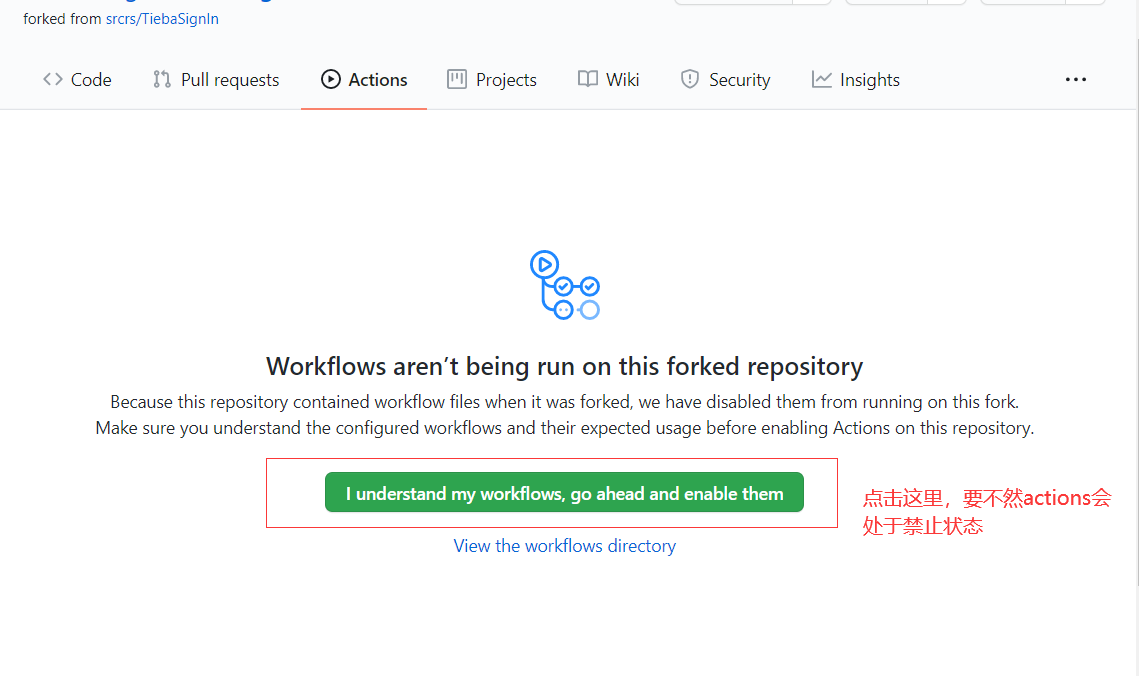 forked from srcrs/TiebaSignIn
Code
Pull requests
Actions
Projects
Wiki
Security
Insights
Workflows aren’t being run on this forked repository
Because this repository contained workflow files when it was forked, we have disabled them from running on this fork.
Make sure you understand the configured workflows and their expected usage before enabling Actions on this repository.
I understand my workflows, go ahead and enable them
点击这里，要不然actions会
处于禁止状态
View the workflows directory